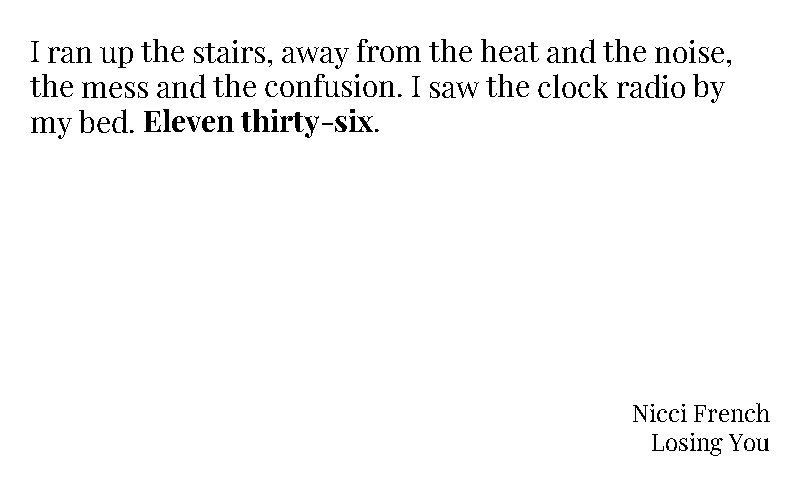 I ran up the stairs, away from the heat and the noise,
the mess and the confusion. I saw the clock radio by
my bed. Eleven thirty-six.
Nicci French
Losing You